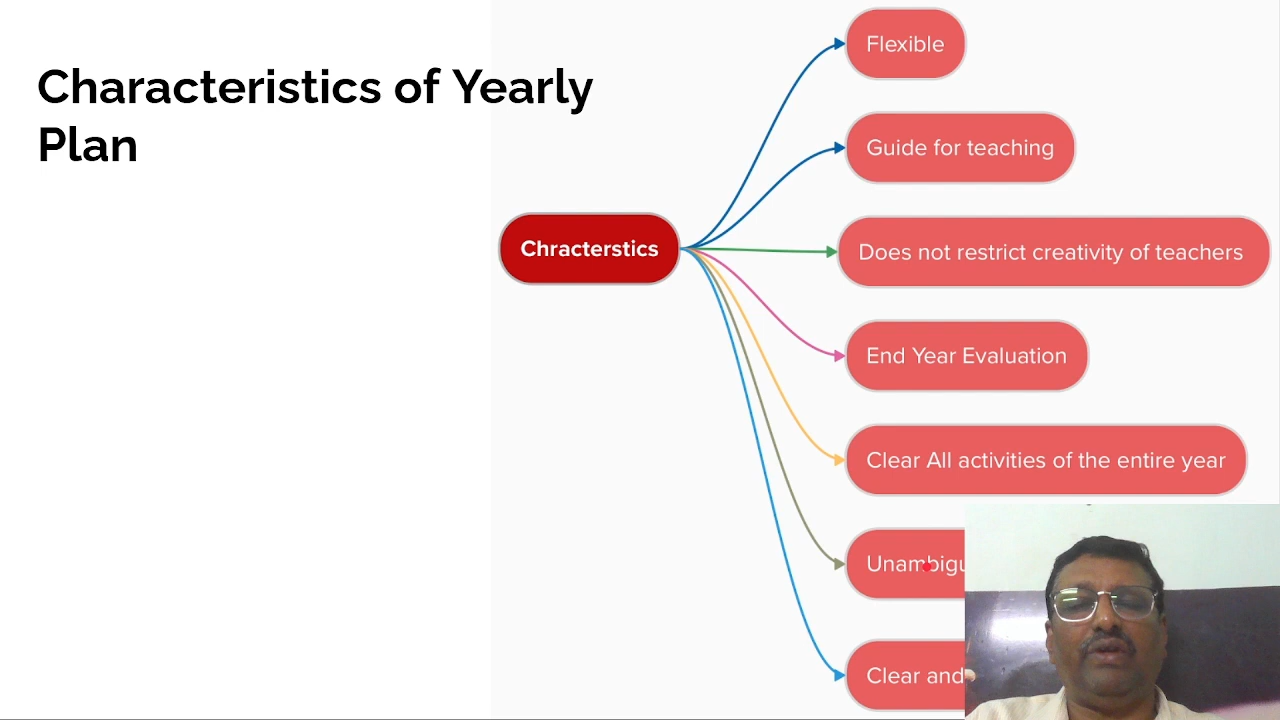 Characteristics of Yearly
Plan
Flexible
Guide for teaching
Chracterstics
Does not restrict creativity of teachers
End Year Evaluation
Clear All activities of the entire year
Clear and